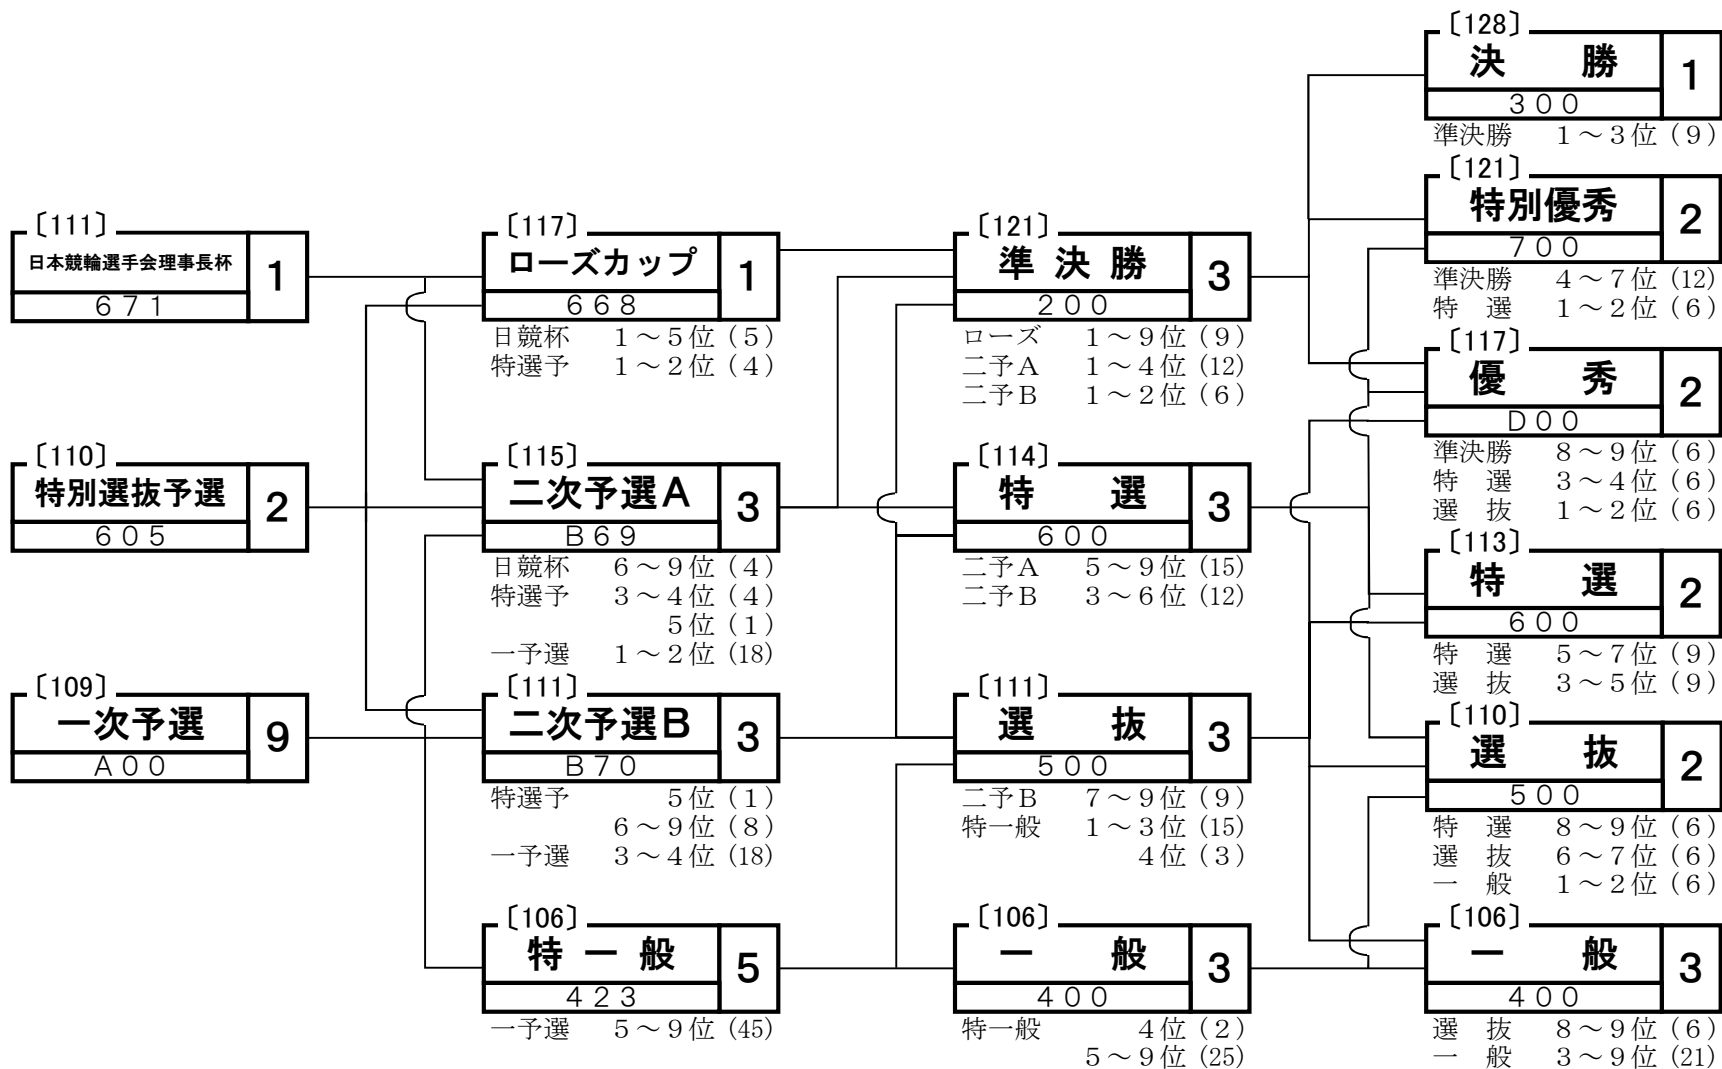 〔111〕
日本競輪選手会理事長杯 1
６７１
〔110〕
特別選抜予選 2
６０５
〔109〕
一次予選 9
Ａ００
〔117〕
ローズカップ 1
６６８
日競杯 １～５位（５）
特選予 １～２位（４）
〔115〕
二次予選Ａ 3
Ｂ６９
日競杯 ６～９位（４）
特選予 ３～４位（４）
５位（１）
一予選 １～２位（18）
〔111〕
二次予選Ｂ 3
Ｂ７０
特選予 ５位（１）
６～９位（８）
一予選 ３～４位（18）
〔106〕
特一般 5
４２３
一予選 ５～９位（45）
〔121〕
準決勝 3
２００
ローズ １～９位（９）
二予Ａ １～４位（12）
二予Ｂ １～２位（６）
〔114〕
特選 3
６００
二予Ａ ５～９位（15）
二予Ｂ ３～６位（12）
〔111〕
選抜 3
５００
二予Ｂ ７～９位（９）
特一般 １～３位（15）
４位（３）
〔106〕
一般 3
４００
特一般 ４位（２）
５～９位（25）
〔128〕
決勝 1
３００
準決勝 １～３位（９）
〔121〕
特別優秀 2
７００
準決勝 ４～７位（12）
特選 １～２位（６）
〔117〕
優秀 2
Ｄ００
準決勝 ８～９位（６）
特選 ３～４位（６）
選抜 １～２位（６）
〔113〕
特選 2
６００
特選 ５～７位（９）
選抜 ３～５位（９）
〔110〕
選抜 2
５００
特選 ８～９位（６）
選抜 ６～７位（６）
一般 １～２位（６）
〔106〕
一般 3
４００
選抜 ８～９位（６）
一般 ３～９位（21）